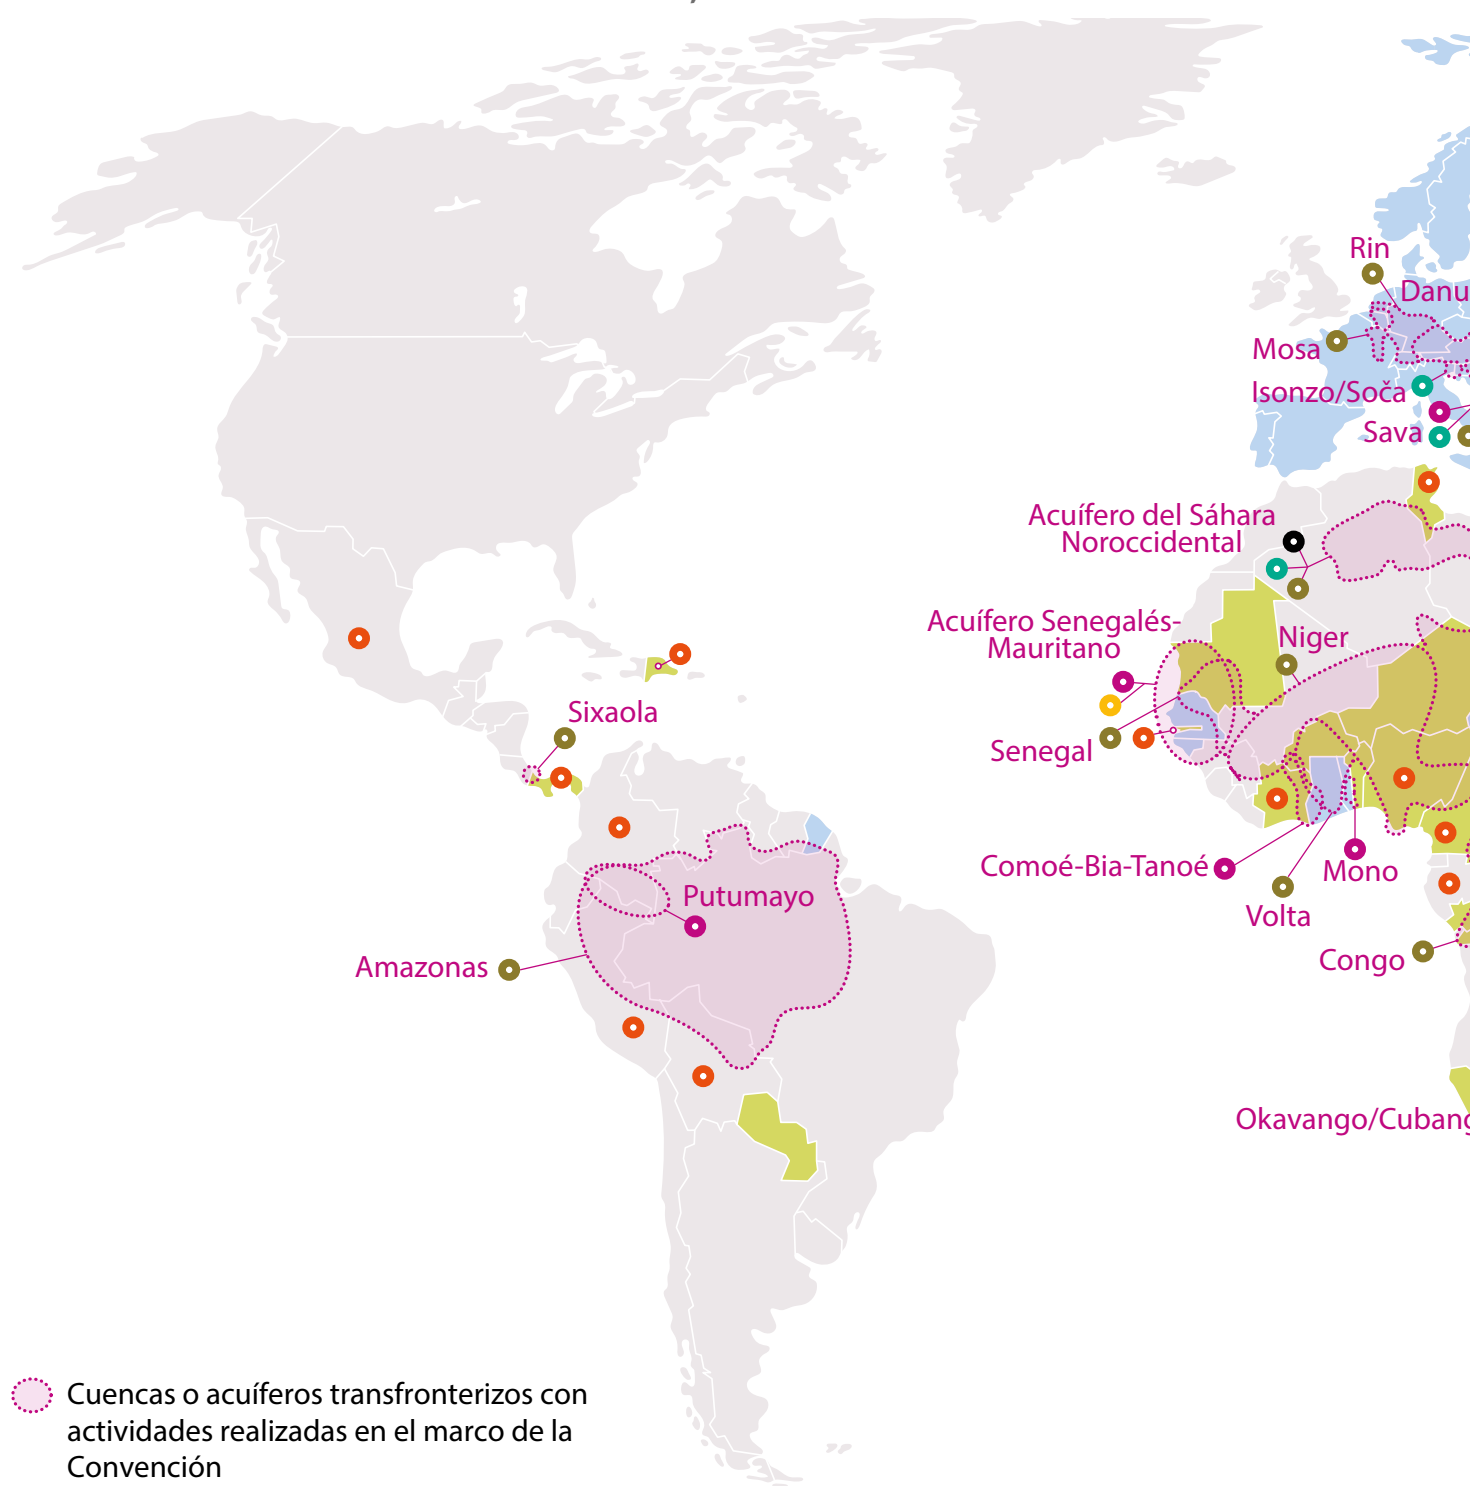 Rin
Danu
Mosa
Isonzo/Soča
Sava
Acuífero del Sáhara
Noroccidental
Acuífero Senegalés-
Mauritano
Niger
Sixaola
Senegal
Comoé-Bia-Tanoé
Mono
Putumayo
Volta
Congo
Amazonas
Okavango/Cubang
Cuencas o acuíferos transfronterizos con
actividades realizadas en el marco de la
Convención